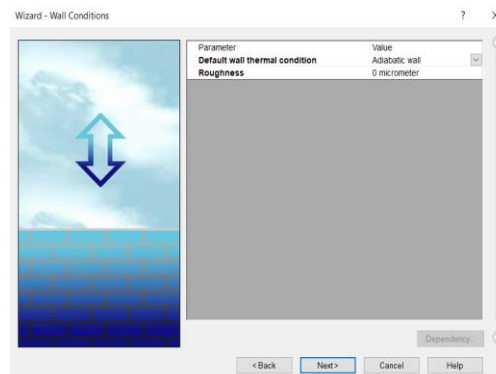 Wizard - Wall Conditions
?
Parameter Value
Default wall thermal condition Adiabatic wall
Roughness 0 micrometer
Dependency...
< Back Next > Cancel Help